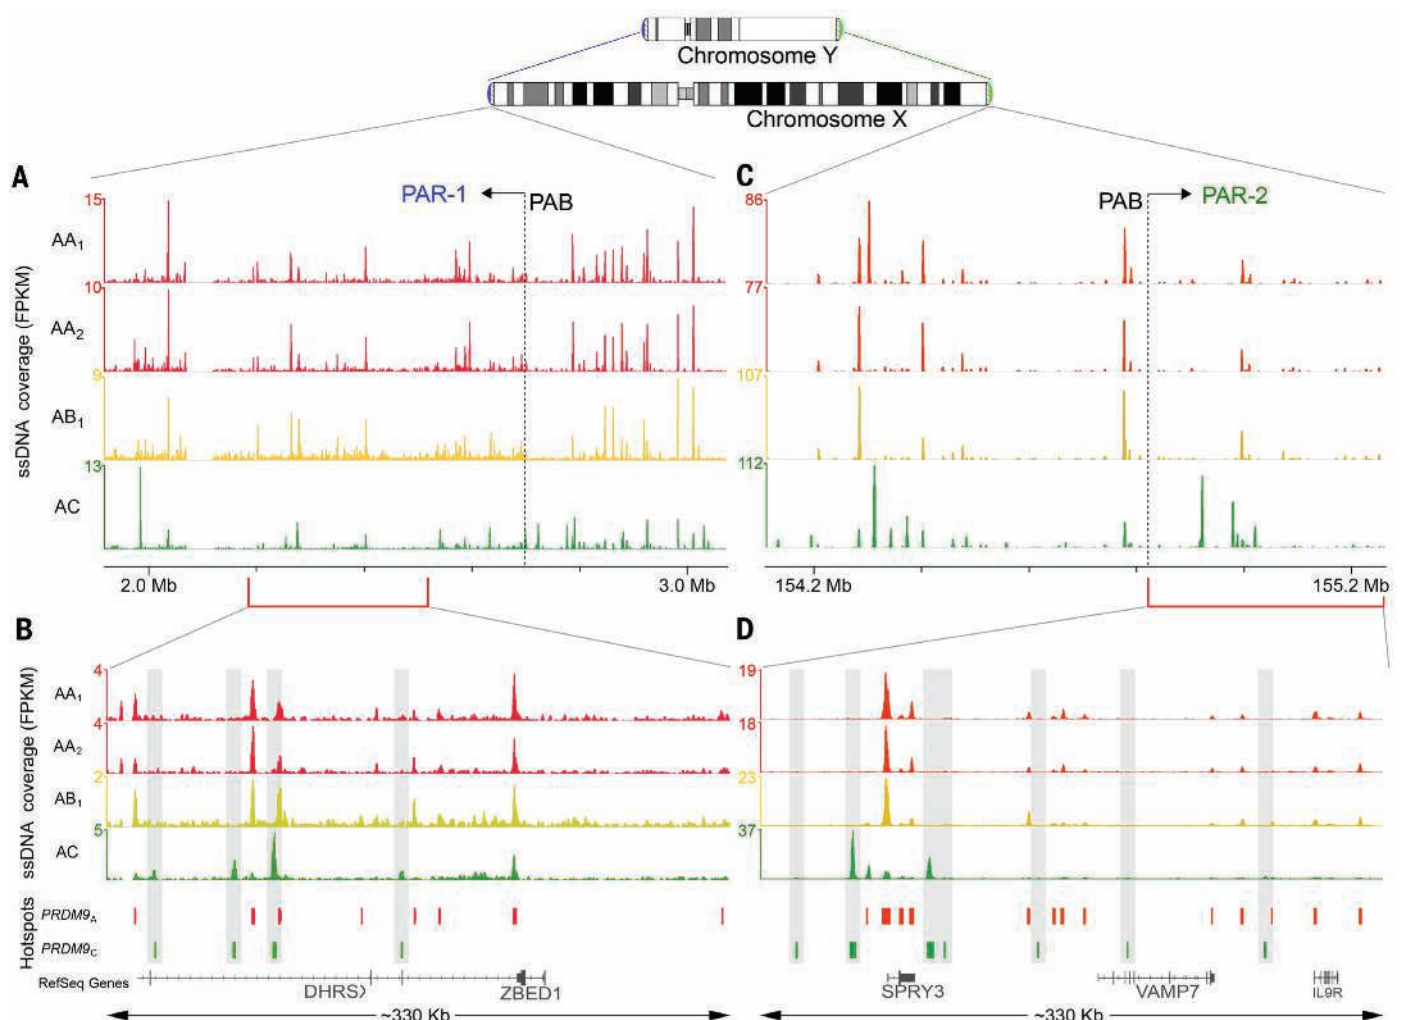 Chromosome Y
Chromosome X
A
PAR-1
PAB
ssDNA coverage (FPKM)
15
AA1
10
AA2
9
AB1
13
AC
2.0 Mb
3.0 Mb
C
PAB
PAR-2
86
77
107
112
154.2 Mb
155.2 Mb
B
ssDNA coverage (FPKM)
4
AA1
4
AA2
2
AB1
5
AC
Hotspots
PRDM9A
PRDM9C
RefSeq Genes
DHRSX
ZBED1
~330 Kb
D
19
18
23
37
SPRY3
VAMP7
IL9R
~330 Kb